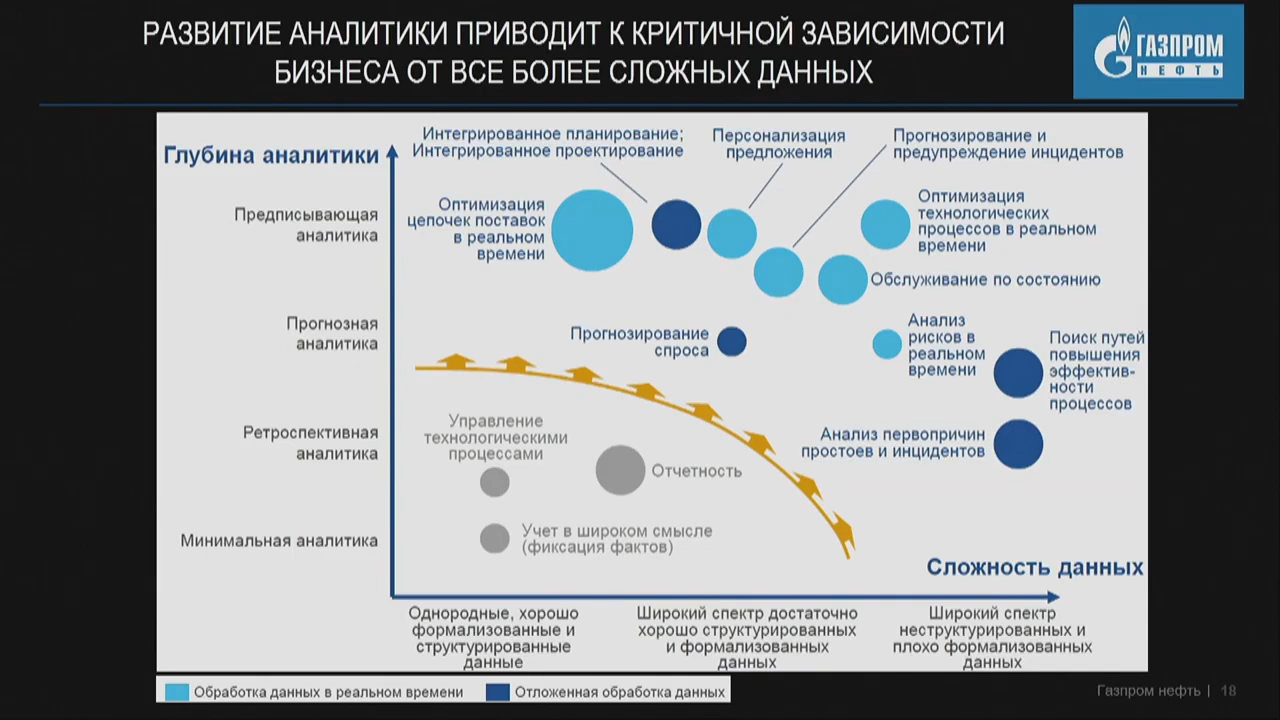 РАЗВИТИЕ АНАЛИТИКИ ПРИВОДИТ К КРИТИЧНОЙ ЗАВИСИМОСТИ
БИЗНЕСА ОТ ВСЕ БОЛЕЕ СЛОЖНЫХ ДАННЫХ
ГАЗПРОМ
НЕФТЬ
Глубина аналитики
Интегрированное планирование;
Интегрированное проектирование
Персонализация
предложения
Прогнозирование и
предупреждение инцидентов
Предписывающая
аналитика
Оптимизация
цепочек поставок
в реальном
времени
Оптимизация
технологических
процессов в реальном
времени
Обслуживание по состоянию
Прогнозная
аналитика
Прогнозирование
спроса
Анализ
рисков в
реальном
времени
Поиск путей
повышения
эффектив-
ности
процессов
Ретроспективная
аналитика
Управление
технологическими
процессами
Отчетность
Анализ первопричин
простоев и инцидентов
Минимальная аналитика
Учет в широком смысле
(фиксация фактов)
Сложность данных
Однородные, хорошо
формализованные и
структурированные
данные
Широкий спектр достаточно
хорошо структурированных
и формализованных
данных
Широкий спектр
неструктурированных и
плохо формализованных
данных
Обработка данных в реальном времени
Отложенная обработка данных
Газпром нефть | 18